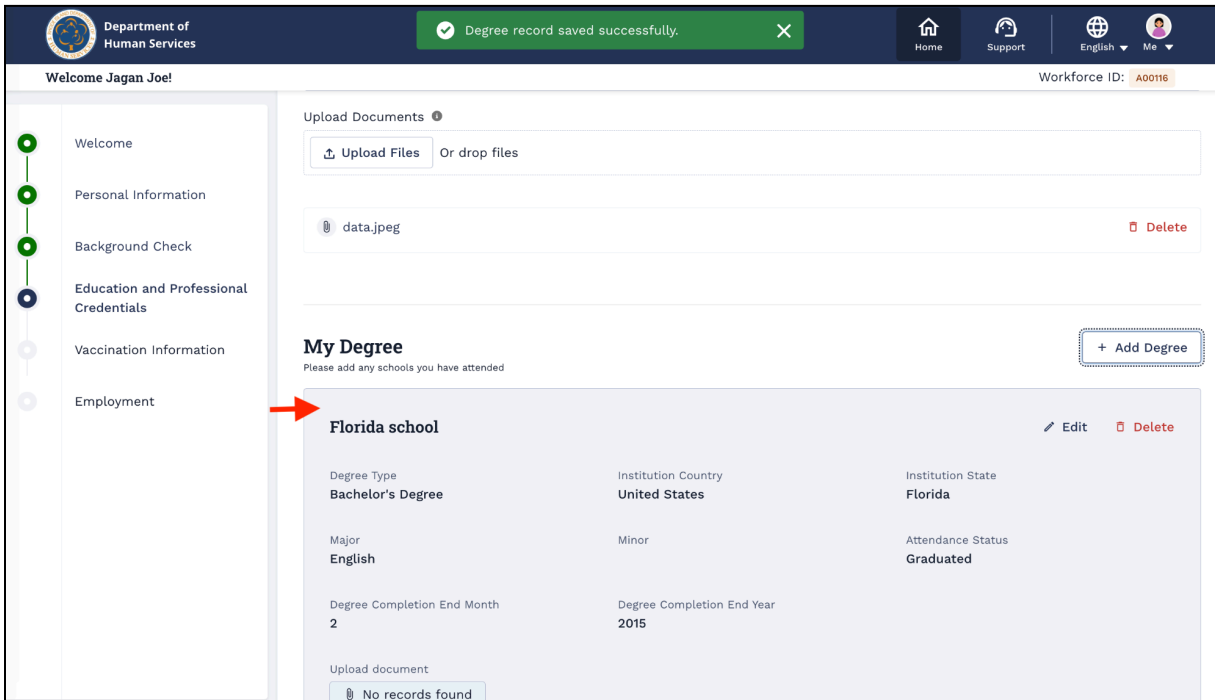 Department of
Human Services
Degree record saved successfully.
Home
Support
English
Me
Welcome Jagan Joe!
Workforce ID: A00116
Welcome
Personal Information
Background Check
Education and Professional
Credentials
Vaccination Information
Employment
Upload Documents
Upload Files Or drop files
data.jpeg
Delete
My Degree
+ Add Degree
Please add any schools you have attended
Florida school
Edit
Delete
Degree Type
Bachelor's Degree
Institution Country
United States
Institution State
Florida
Major
English
Minor
Attendance Status
Graduated
Degree Completion End Month
2
Degree Completion End Year
2015
Upload document
No records found